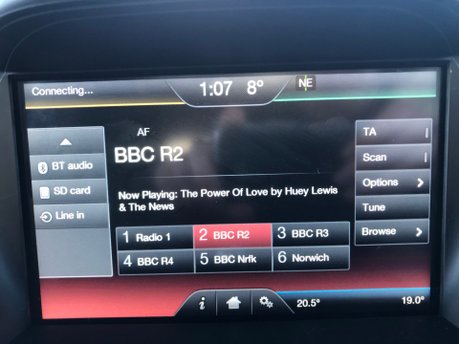 Connecting...
1:07 8°
NE
AF
BBC R2
BT audio
SD card
Line in
Now Playing: The Power Of Love by Huey Lewis
& The News
1 Radio 1
2 BBC R2
3 BBC R3
4 BBC R4
5 BBC Nrfk
6 Norwich
TA
Scan
Options
Tune
Browse
i
20.5°
19.0°